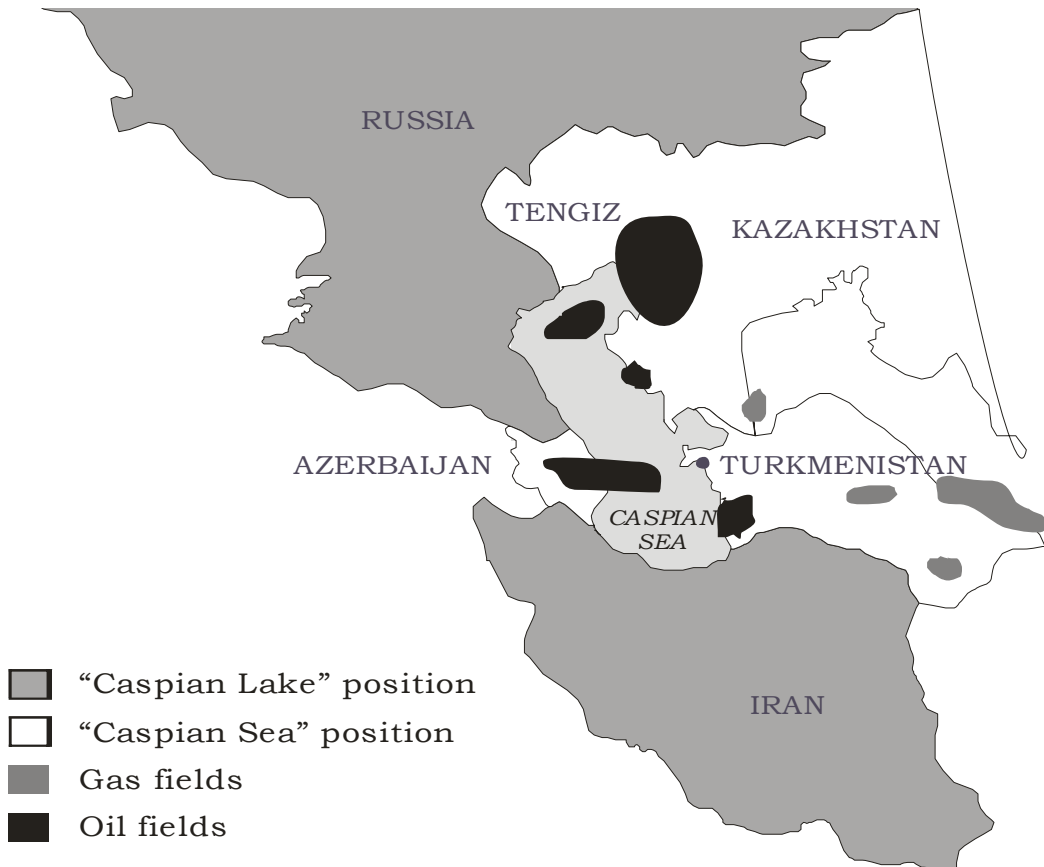 RUSSIA
TENGIZ
KAZAKHSTAN
AZERBAIJAN
TURKMENISTAN
CASPIAN
SEA
IRAN
“Caspian Lake” position
“Caspian Sea” position
Gas fields
Oil fields